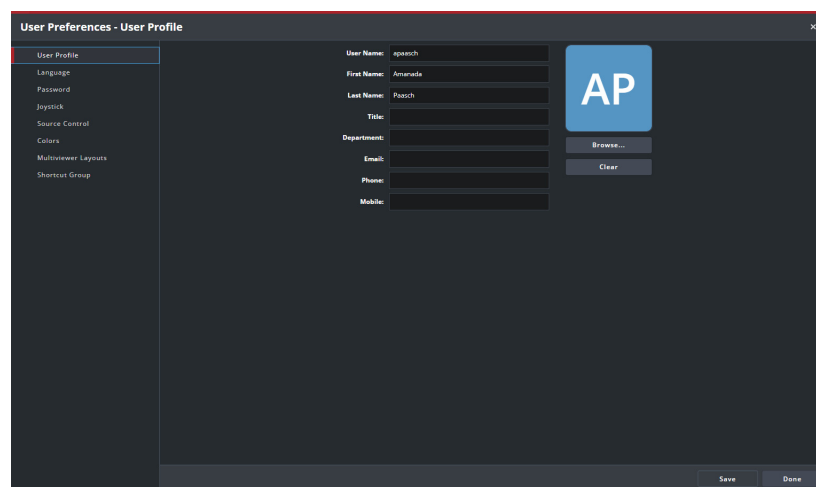 User Preferences - User Profile ×
User Profile
Language
Password
Joystick
Source Control
Colors
Multiviewer Layouts
Shortcut Group
User Name: apaasch
First Name: Amanada
Last Name: Paasch
Title:
Department:
Email:
Phone:
Mobile:
AP
Browse...
Clear
Save Done